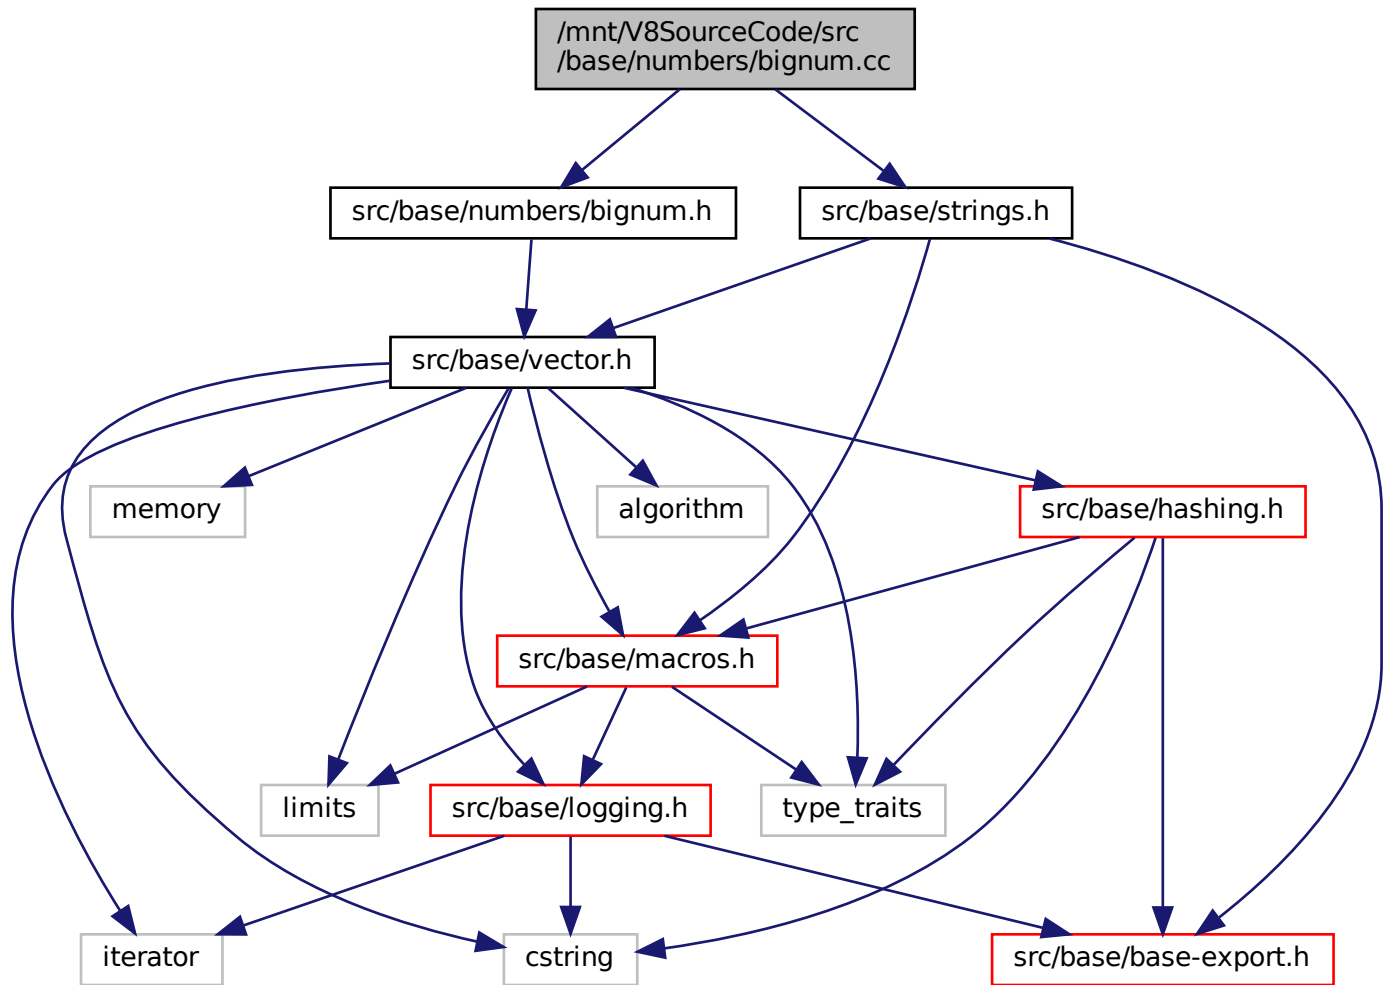 /mnt/V8SourceCode/src
/base/numbers/bignum.cc
src/base/numbers/bignum.h
src/base/strings.h
src/base/vector.h
memory
algorithm
src/base/hashing.h
src/base/macros.h
limits
src/base/logging.h
type_traits
iterator
cstring
src/base/base-export.h